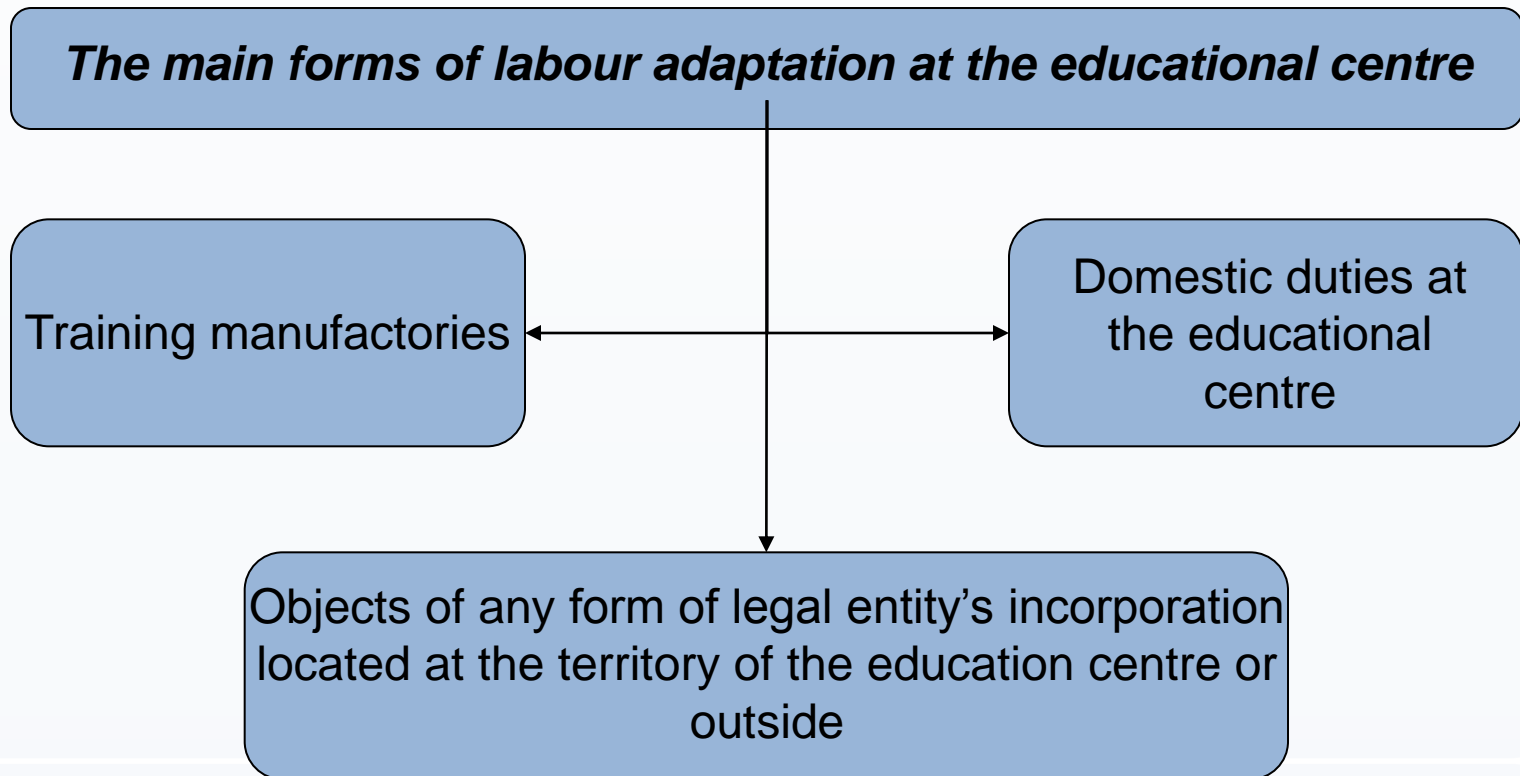 The main forms of labour adaptation at the educational centre
Training manufactories
Domestic duties at
the educational
centre
Objects of any form of legal entity’s incorporation
located at the territory of the education centre or
outside